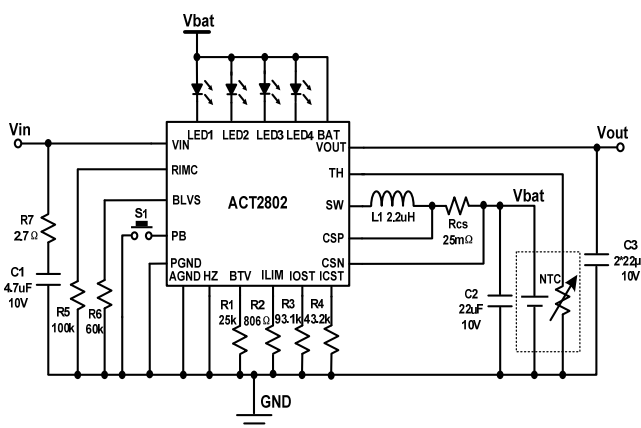 Vbat
Vin
LED1 LED2 LED3 LED4 BAT
VIN
VOUT
Vout
RIMC
TH
BLVS
ACT2802
SW
L1 2.2uH
Rcs
25mΩ
Vbat
S1
PB
CSP
PGND
CSN
AGND HZ BTV ILIM IOST ICST
R7
2.7Ω
C1
4.7uF
10V
R5
100k
R6
60k
R1
25k
R2
806Ω
R3
93.1k
R4
43.2k
C2
22uF
10V
NTC
C3
2*22µ
10V
GND